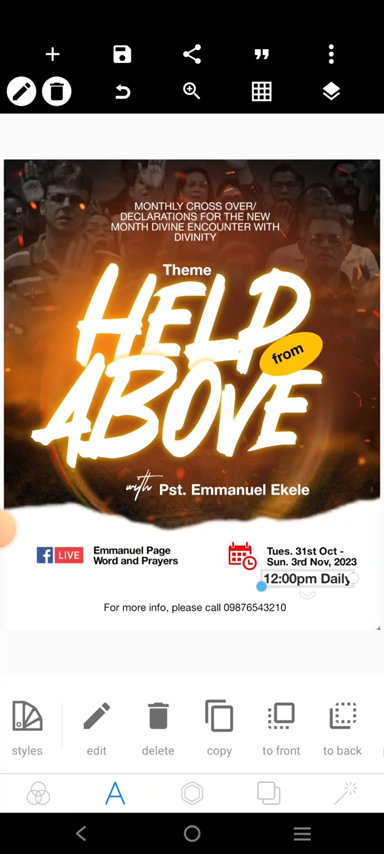 MONTHLY CROSS OVER/
DECLARATIONS FOR THE NEW
MONTH DIVINE ENCOUNTER WITH
DIVINITY
Theme
HELP
from
ABOVE
with Pst. Emmanuel Ekele
f LIVE
Emmanuel Page
Word and Prayers
Tues. 31st Oct -
Sun. 3rd Nov, 2023
12:00pm Daily
For more info, please call 09876543210
styles edit delete copy to front to back